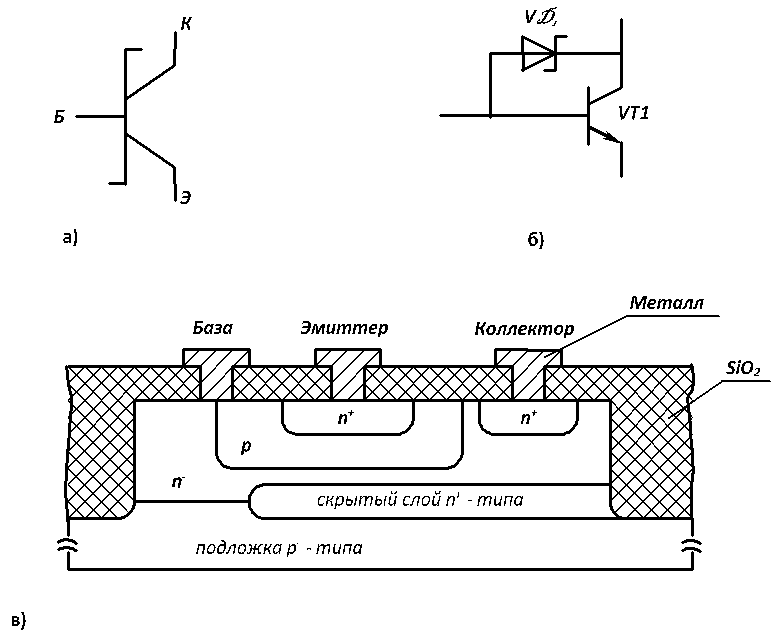 К
Б
Э
а)
VD₁
VT1
б)
База Эмиттер Коллектор Металл
SiO₂
n⁺ n⁺
p
n⁻
скрытый слой n⁺ - типа
подложка p⁻ - типа
в)